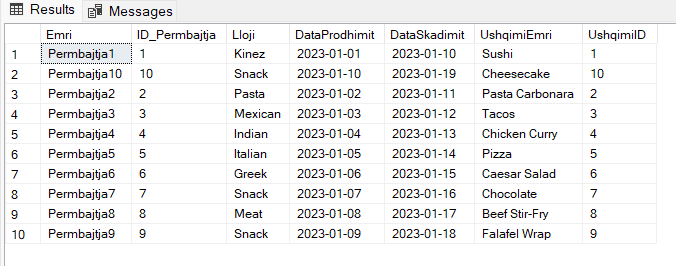 Results Messages
Emri ID_Permbajtja Lloji DataProdhimit DataSkadimit UshqimiEmri UshqimiID
1 Permbajtja1 1 Kinez 2023-01-01 2023-01-10 Sushi 1
2 Permbajtja10 10 Snack 2023-01-10 2023-01-19 Cheesecake 10
3 Permbajtja2 2 Pasta 2023-01-02 2023-01-11 Pasta Carbonara 2
4 Permbajtja3 3 Mexican 2023-01-03 2023-01-12 Tacos 3
5 Permbajtja4 4 Indian 2023-01-04 2023-01-13 Chicken Curry 4
6 Permbajtja5 5 Italian 2023-01-05 2023-01-14 Pizza 5
7 Permbajtja6 6 Greek 2023-01-06 2023-01-15 Caesar Salad 6
8 Permbajtja7 7 Snack 2023-01-07 2023-01-16 Chocolate 7
9 Permbajtja8 8 Meat 2023-01-08 2023-01-17 Beef Stir-Fry 8
10 Permbajtja9 9 Snack 2023-01-09 2023-01-18 Falafel Wrap 9